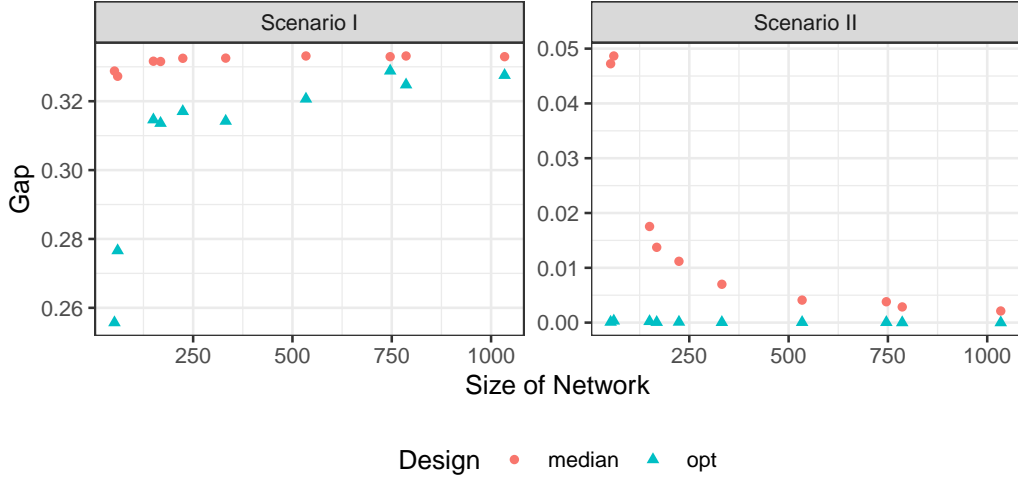 Scenario I Scenario II
Gap
0.32
0.30
0.28
0.26
0.05
0.04
0.03
0.02
0.01
0.00
250 500 750 1000 250 500 750 1000
Size of Network
Design median opt